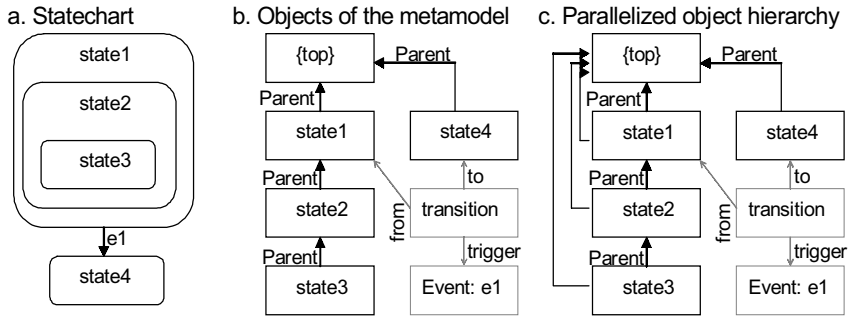 a. Statechart
state1
state2
state3
e1
state4
b. Objects of the metamodel
{top}
Parent
Parent
state1
state4
Parent
to
state2
from
transition
Parent
trigger
state3
Event: e1
c. Parallelized object hierarchy
{top}
Parent
Parent
state1
state4
Parent
to
state2
from
transition
Parent
trigger
state3
Event: e1